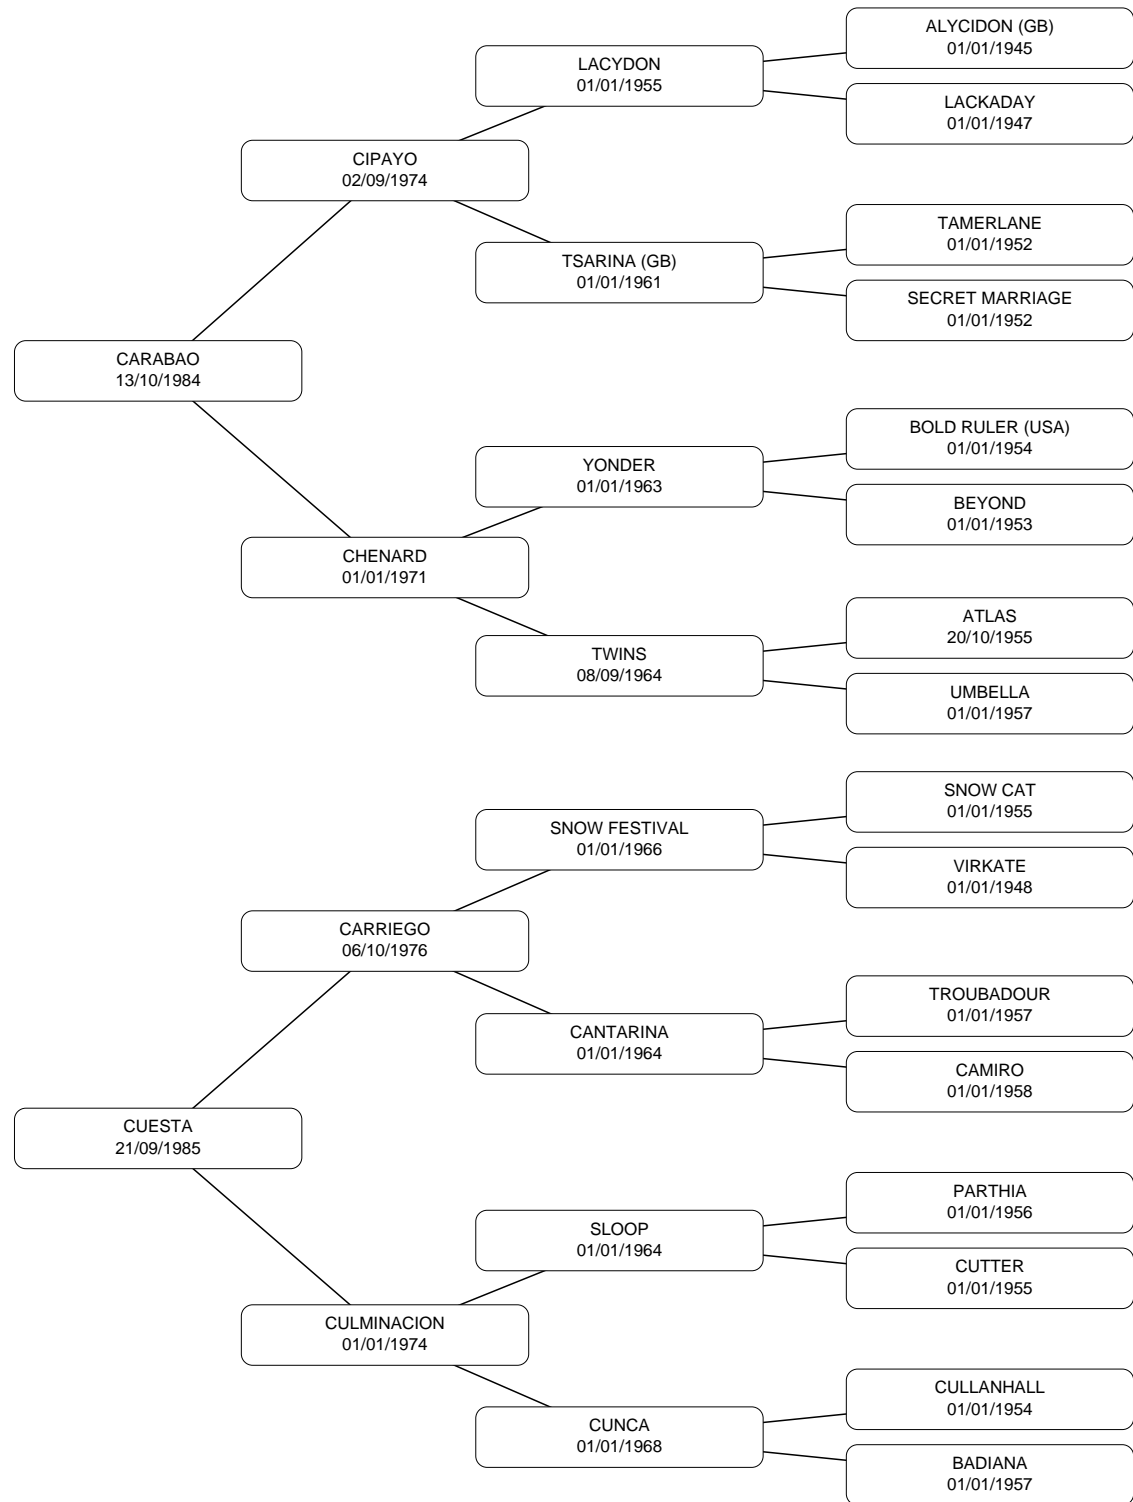 ALYCIDON (GB)
01/01/1945
LACYDON
01/01/1955
LACKADAY
01/01/1947
CIPAYO
02/09/1974
TAMERLANE
01/01/1952
TSARINA (GB)
01/01/1961
SECRET MARRIAGE
01/01/1952
CARABAO
13/10/1984
BOLD RULER (USA)
01/01/1954
YONDER
01/01/1963
BEYOND
01/01/1953
CHENARD
01/01/1971
ATLAS
20/10/1955
TWINS
08/09/1964
UMBELLA
01/01/1957
SNOW CAT
01/01/1955
SNOW FESTIVAL
01/01/1966
VIRKATE
01/01/1948
CARRIEGO
06/10/1976
TROUBADOUR
01/01/1957
CANTARINA
01/01/1964
CAMIRO
01/01/1958
CUESTA
21/09/1985
PARTHIA
01/01/1956
SLOOP
01/01/1964
CUTTER
01/01/1955
CULMINACION
01/01/1974
CULLANHALL
01/01/1954
CUNCA
01/01/1968
BADIANA
01/01/1957